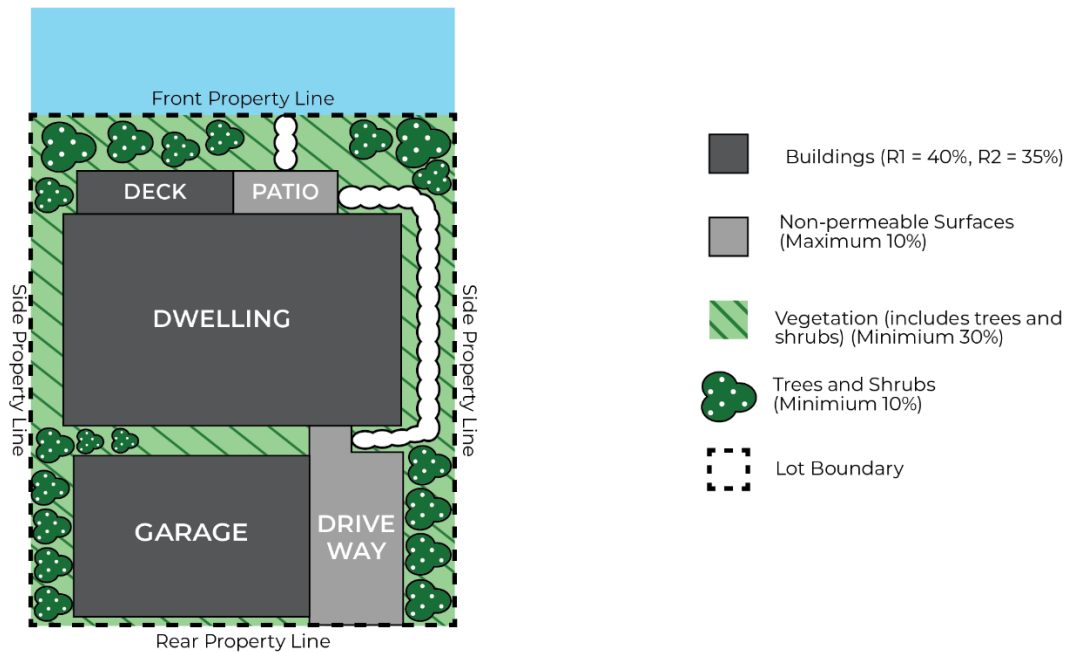 Front Property Line
DECK
PATIO
DWELLING
Side Property Line
Side Property Line
GARAGE
DRIVE
WAY
Rear Property Line
Buildings (R1 = 40%, R2 = 35%)
Non-permeable Surfaces
(Maximum 10%)
Vegetation (includes trees and
shrubs) (Minimum 30%)
Trees and Shrubs
(Minimum 10%)
Lot Boundary